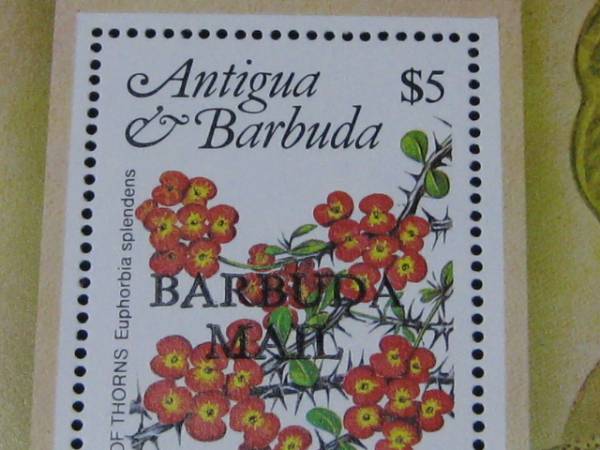 Antigua
& Barbuda
$5
OF THORNS Euphorbia splendens
BARBUDA
MAIL